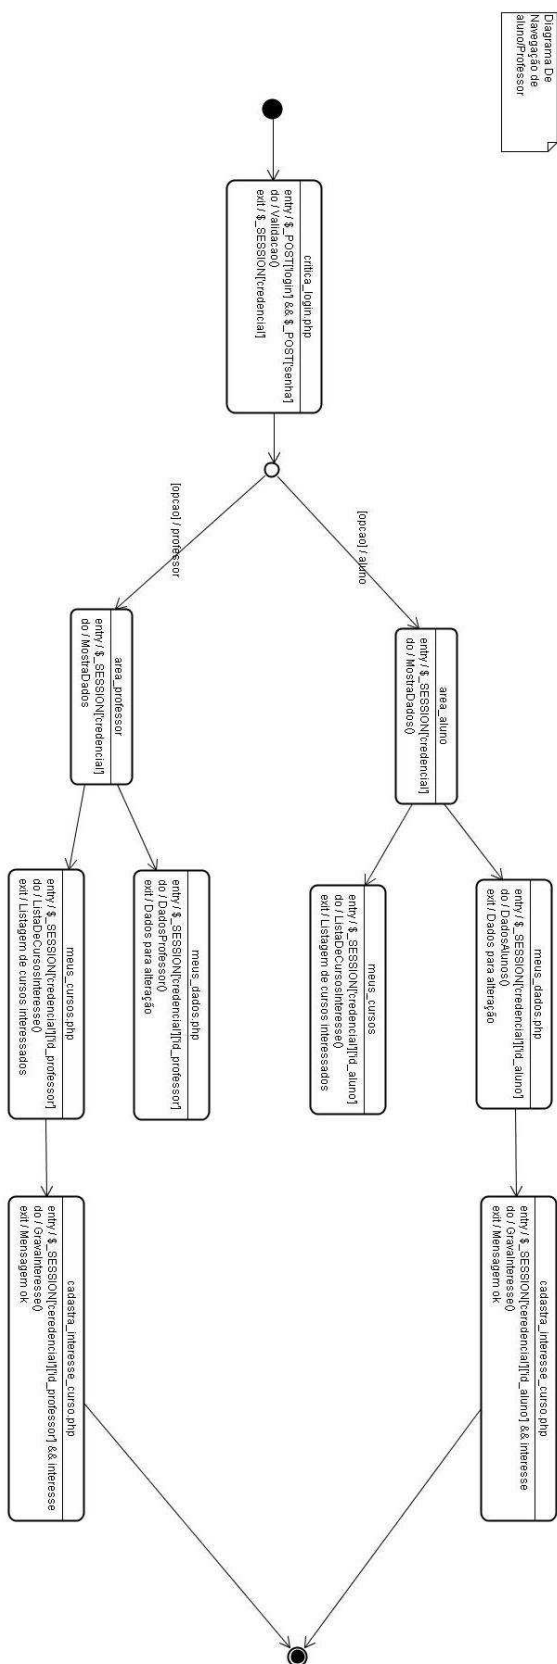 Diagrama De
Navegação de
aluno/Professor
critica_login.php
entry / $_POST['login'] && $_POST['senha']
do / Validacao()
exit / $_SESSION['credencial']
[opcao] / aluno
[opcao] / professor
area_aluno
entry / $_SESSION['credencial']
do / MostraDados()
area_professor
entry / $_SESSION['credencial']
do / MostraDados
meus_dados.php
entry / $_SESSION['credencial']['id_aluno']
do / DadosAlunos()
exit / Dados para alteração
meus_cursos
entry / $_SESSION['credencial']['id_aluno']
do / ListaDeCursosInteresse()
exit / Listagem de cursos interessados
meus_dados.php
entry / $_SESSION['credencial']['id_professor']
do / DadosProfessor()
exit / Dados para alteração
meus_cursos.php
entry / $_SESSION['credencial']['id_professor']
do / ListaDeCursosInteresse()
exit / Listagem de cursos interessados
cadastra_interesse_curso.php
entry / $_SESSION['ceredencial']['id_aluno'] && interesse
do / GravaInteresse()
exit / Mensagem ok
cadastra_interesse_curso.php
entry / $_SESSION['ceredencial']['id_professor'] && interesse
do / GravaInteresse()
exit / Mensagem ok